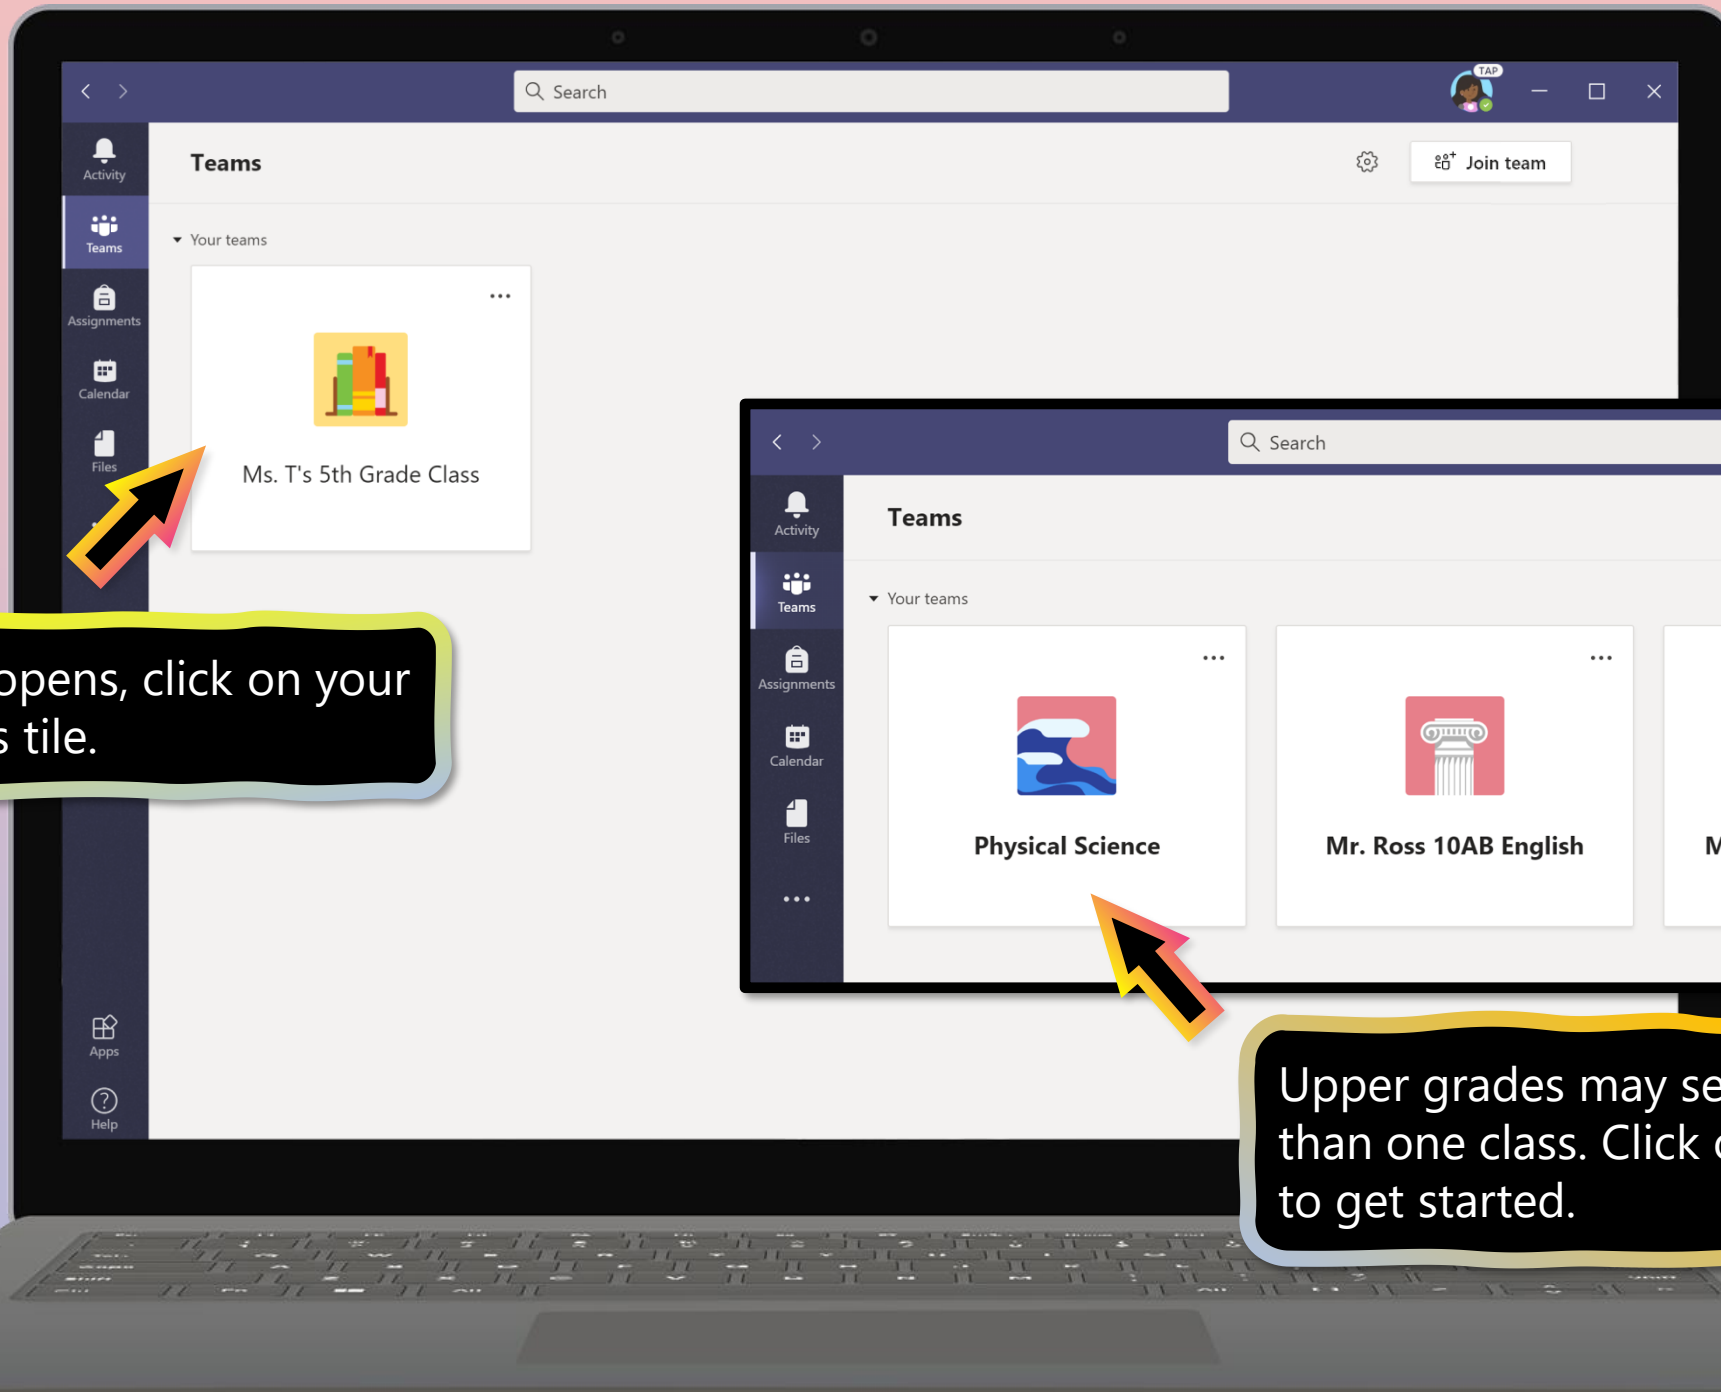 Search
TAP
Activity
Teams
Join team
Teams
Your teams
Assignments
Calendar
Files
Ms. T's 5th Grade Class
opens, click on your
tile.
Apps
Help
Search
Activity
Teams
Teams
Your teams
Assignments
Calendar
Files
Physical Science
Mr. Ross 10AB English
Upper grades may
than one class. Click
to get started.